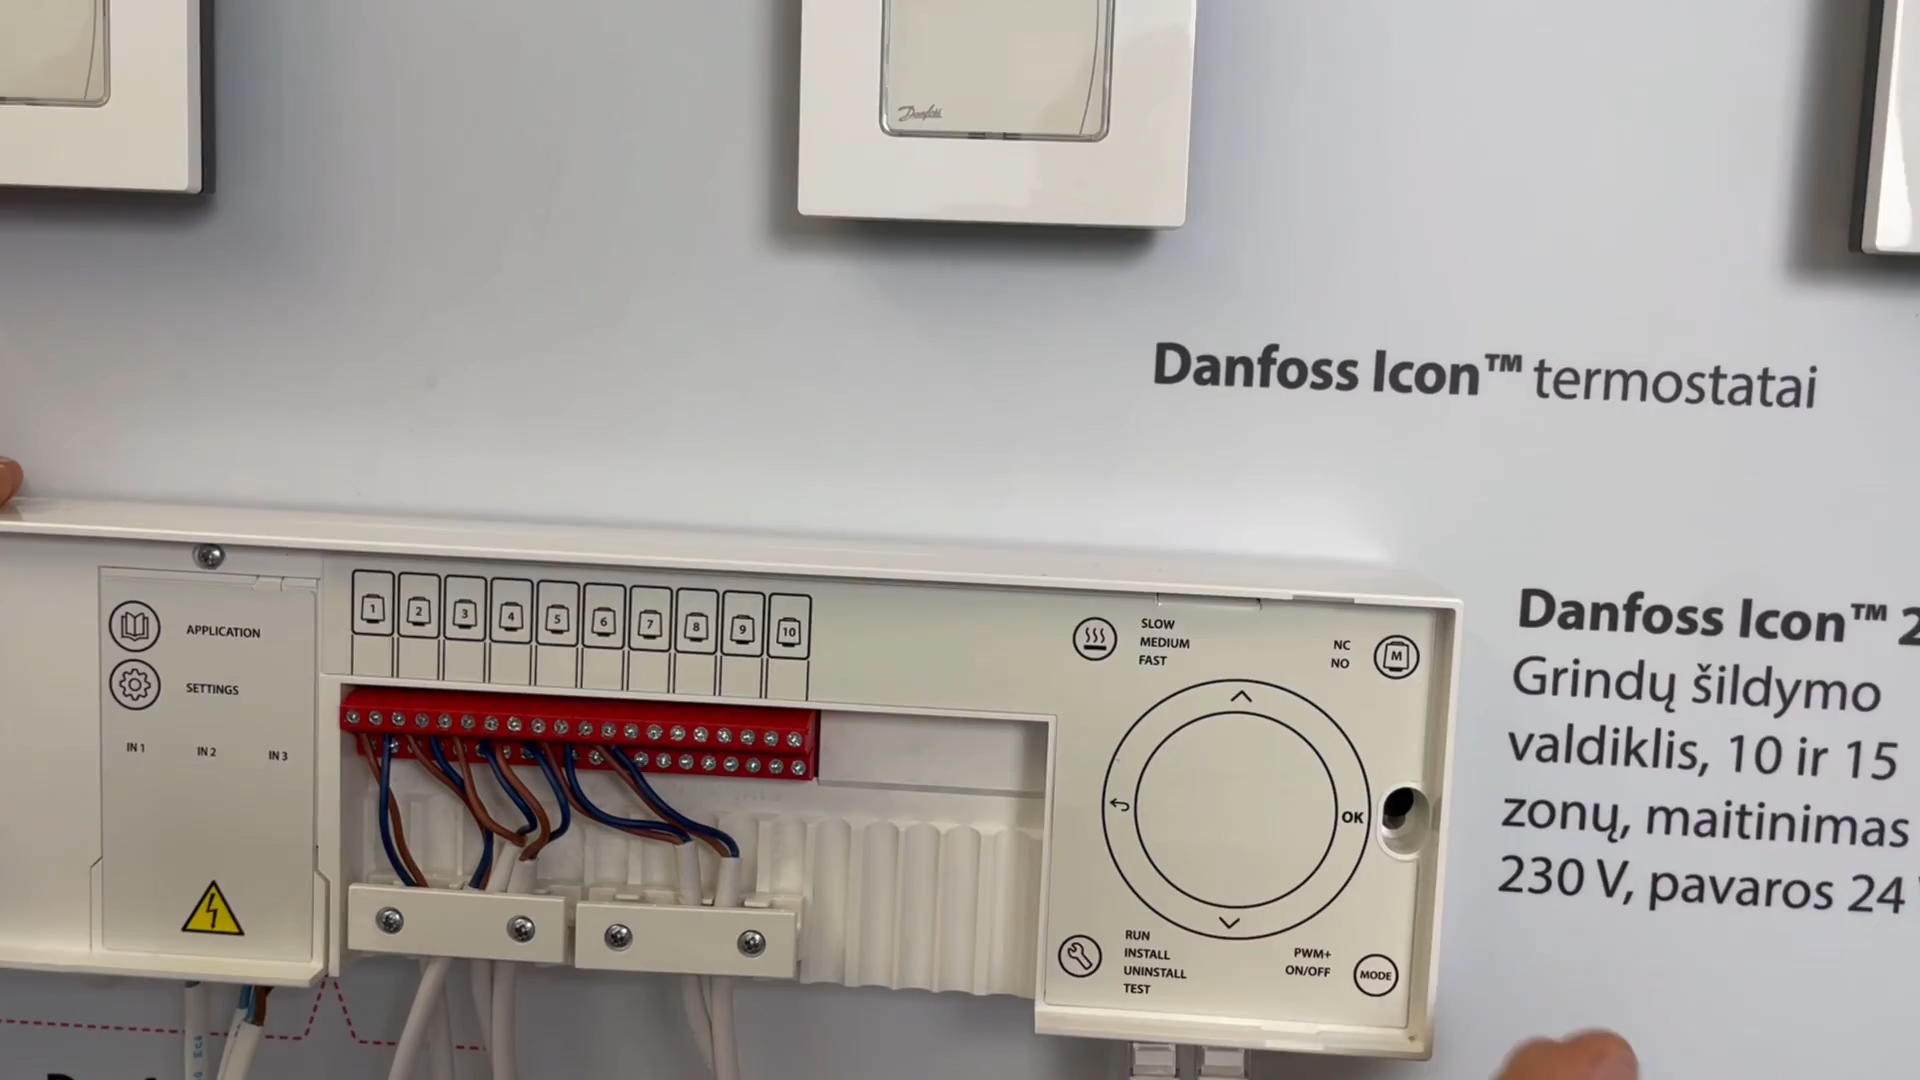 Danfoss
Danfoss Icon™ termostatai
APPLICATION
SETTINGS
IN 1 IN 2 IN 3
1 2 3 4 5 6 7 8 9 10
SLOW
MEDIUM
FAST
NC
NO
M
OK
RUN
INSTALL
UNINSTALL
TEST
PWM+
ON/OFF
MODE
Danfoss Icon™ 2
Grindų šildymo
valdiklis, 10 ir 15
zonų, maitinimas
230 V, pavaros 24